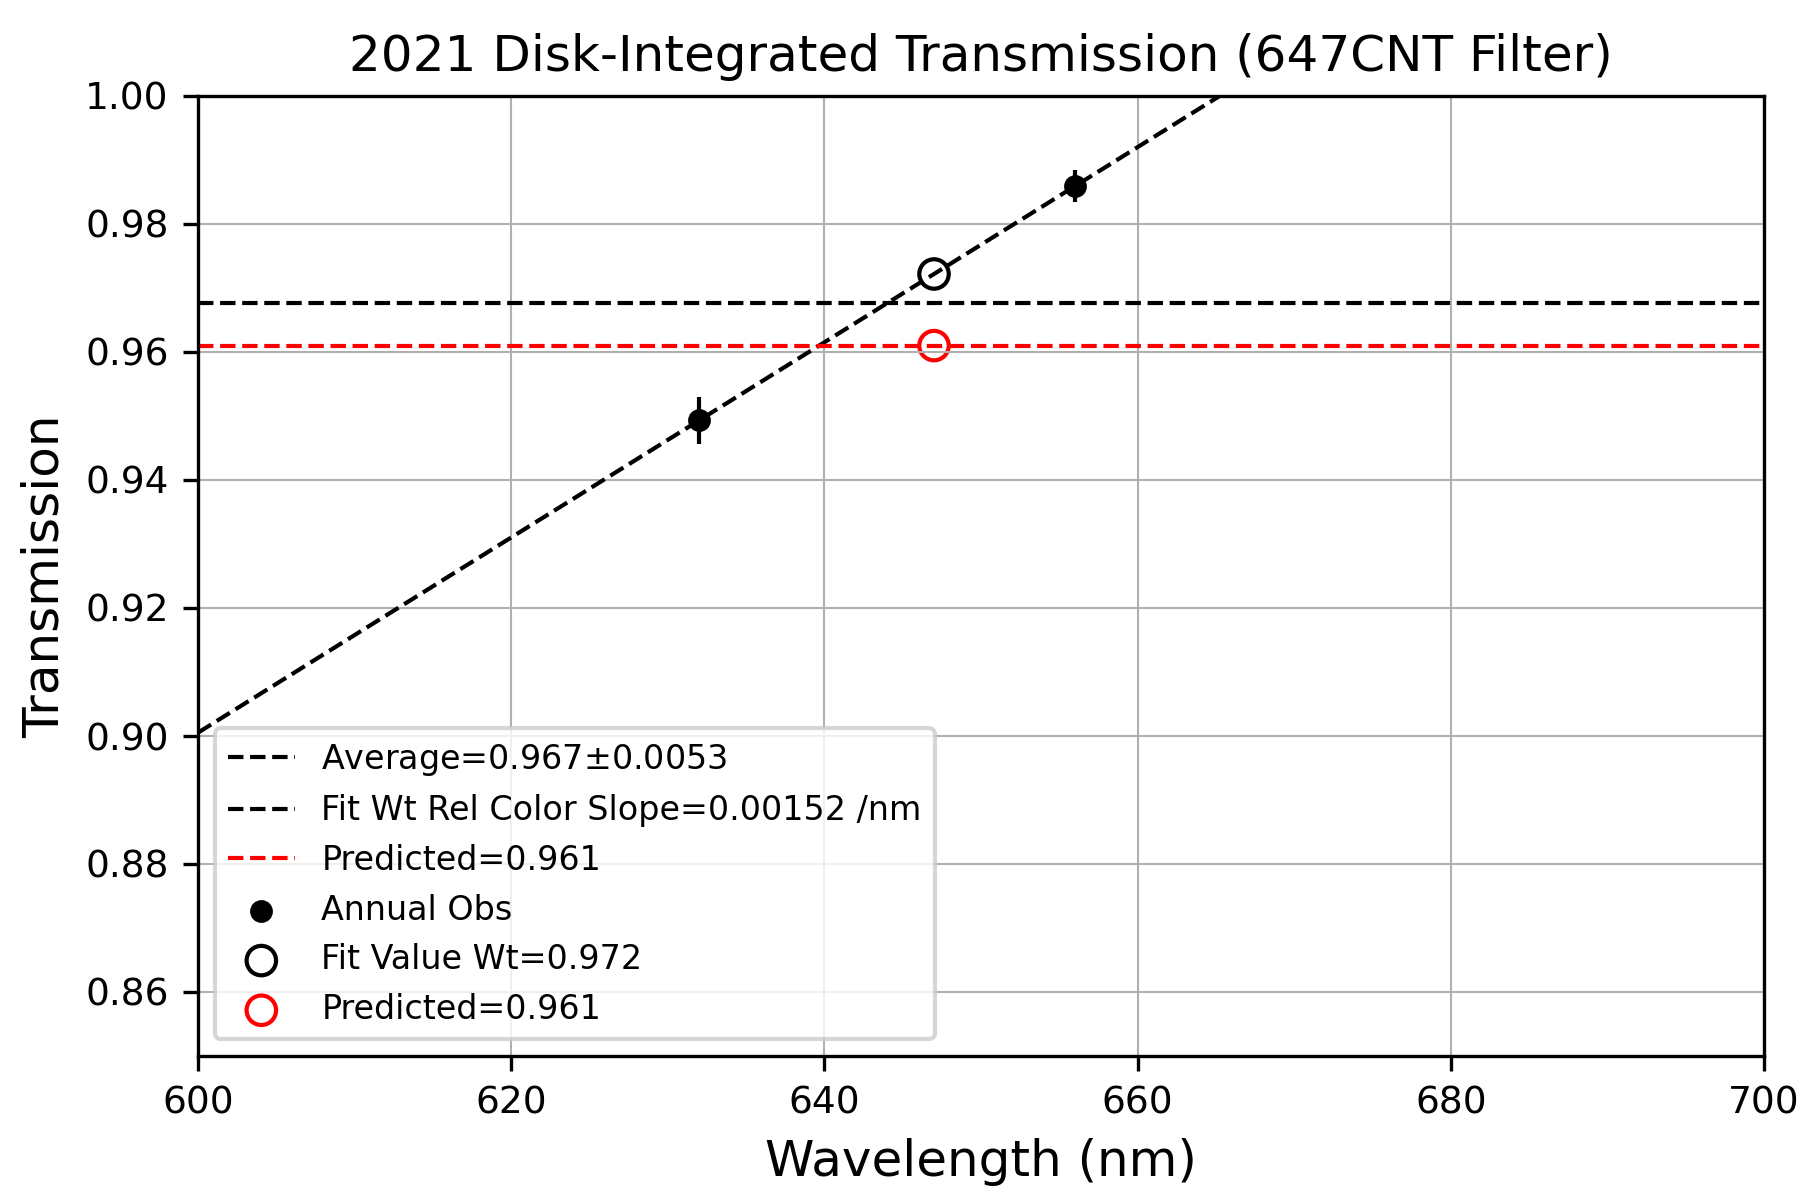 2021 Disk-Integrated Transmission (647CNT Filter)
1.00
0.98
0.96
0.94
0.92
0.90
0.88
0.86
Transmission
Average=0.967±0.0053
Fit Wt Rel Color Slope=0.00152 /nm
Predicted=0.961
Annual Obs
Fit Value Wt=0.972
Predicted=0.961
600 620 640 660 680 700
Wavelength (nm)